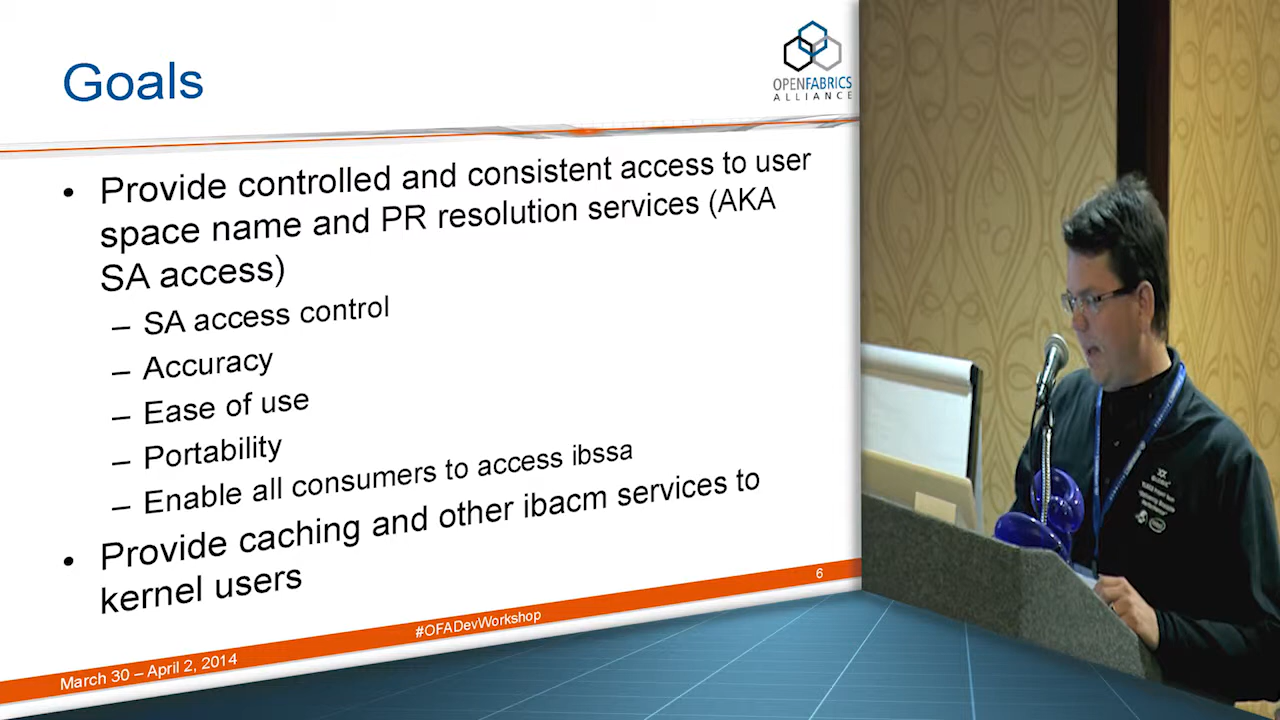 Goals
OPENFABRICS
ALLIANCE
• Provide controlled and consistent access to user
space name and PR resolution services (AKA
SA access)
– SA access control
– Accuracy
– Ease of use
– Portability
– Enable all consumers to access ibssa
• Provide caching and other ibacm services to
kernel users
6
#OFADevWorkshop
March 30 – April 2, 2014